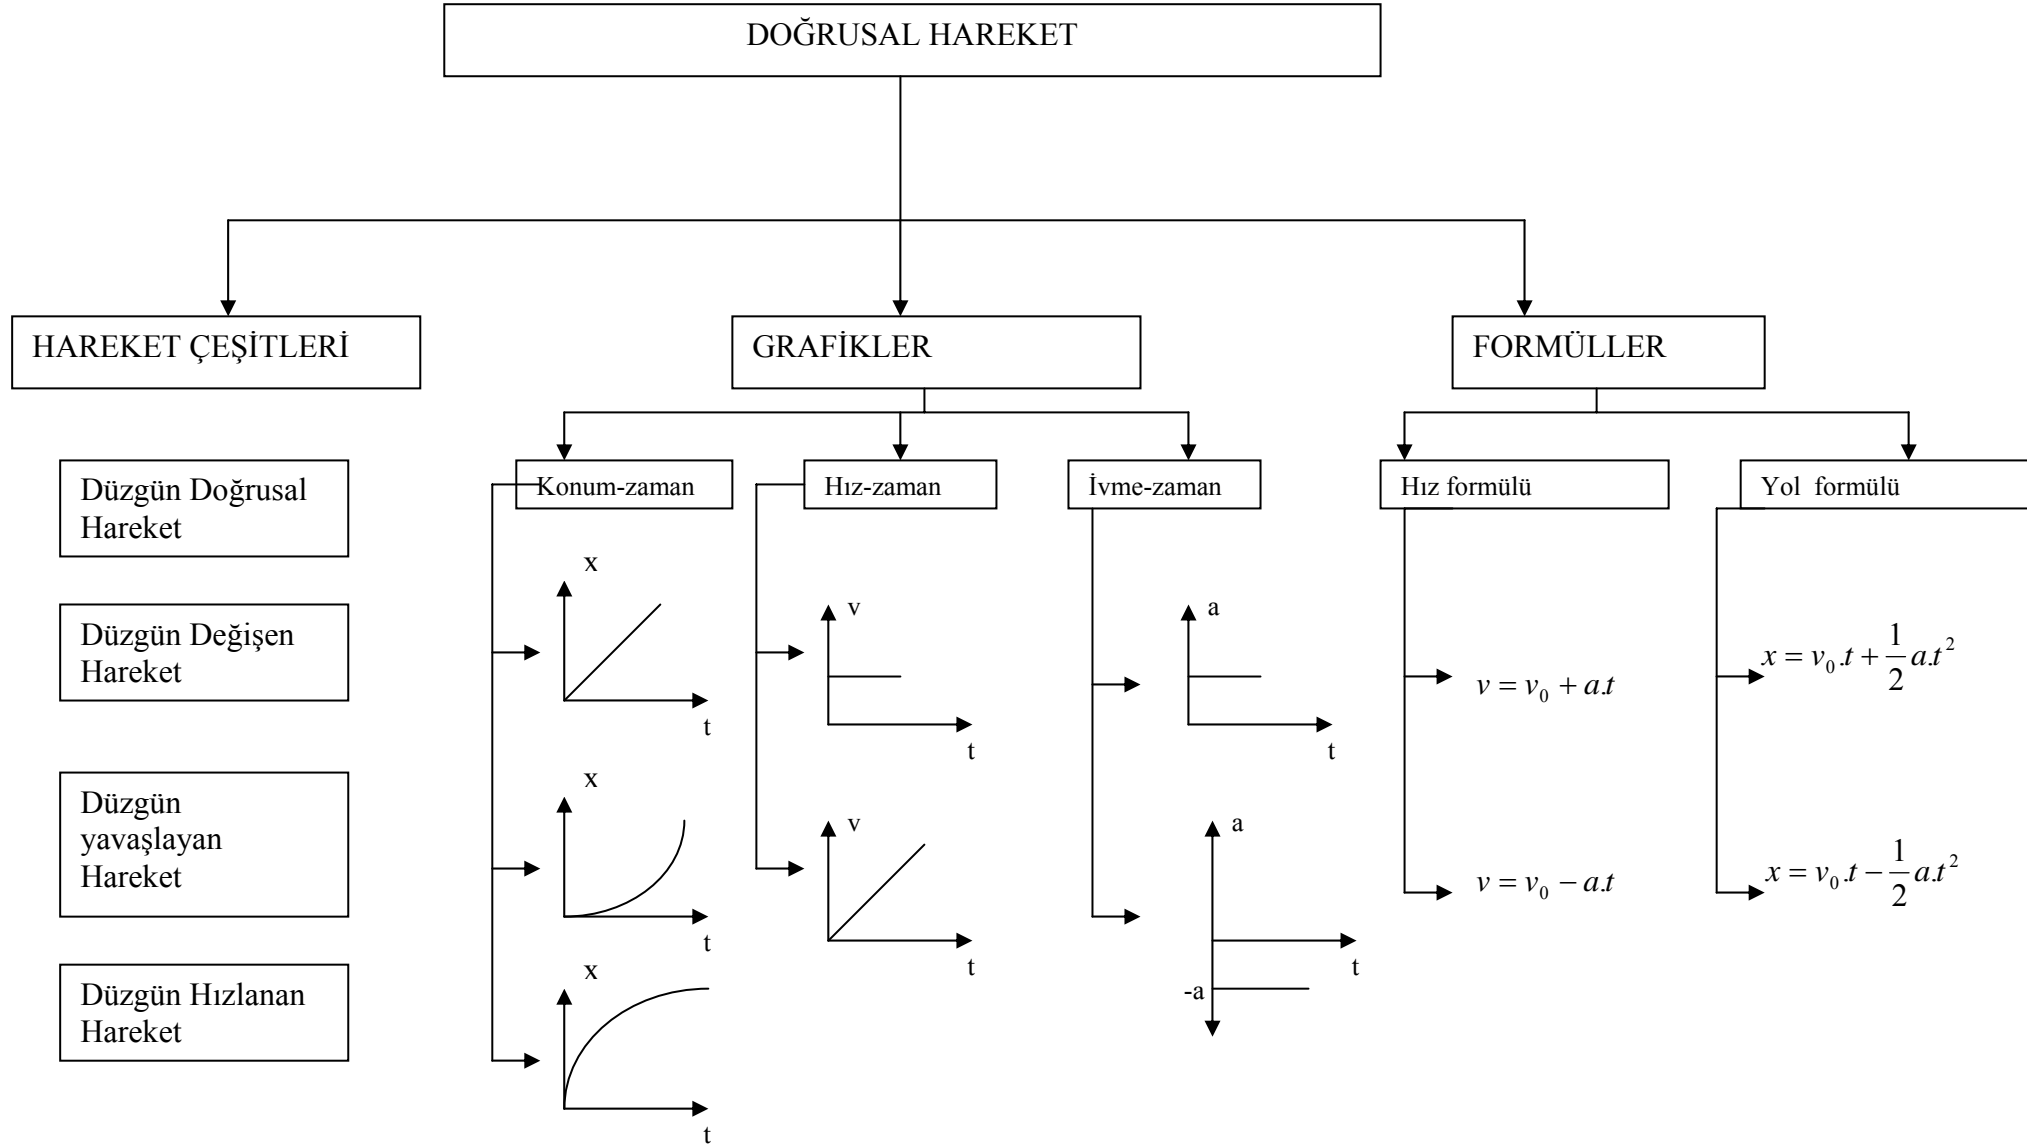 DOĞRUSAL HAREKET
HAREKET ÇEŞİTLERİ
GRAFİKLER
FORMÜLLER
Düzgün Doğrusal
Hareket
Düzgün Değişen
Hareket
Düzgün
yavaşlayan
Hareket
Düzgün Hızlanan
Hareket
Konum-zaman
x
t
x
t
x
t
Hız-zaman
v
t
v
t
İvme-zaman
a
t
a
t
-a
Hız formülü
v = v₀ + a.t
v = v₀ − a.t
Yol formülü
x = v₀.t + 1/2 a.t²
x = v₀.t − 1/2 a.t²